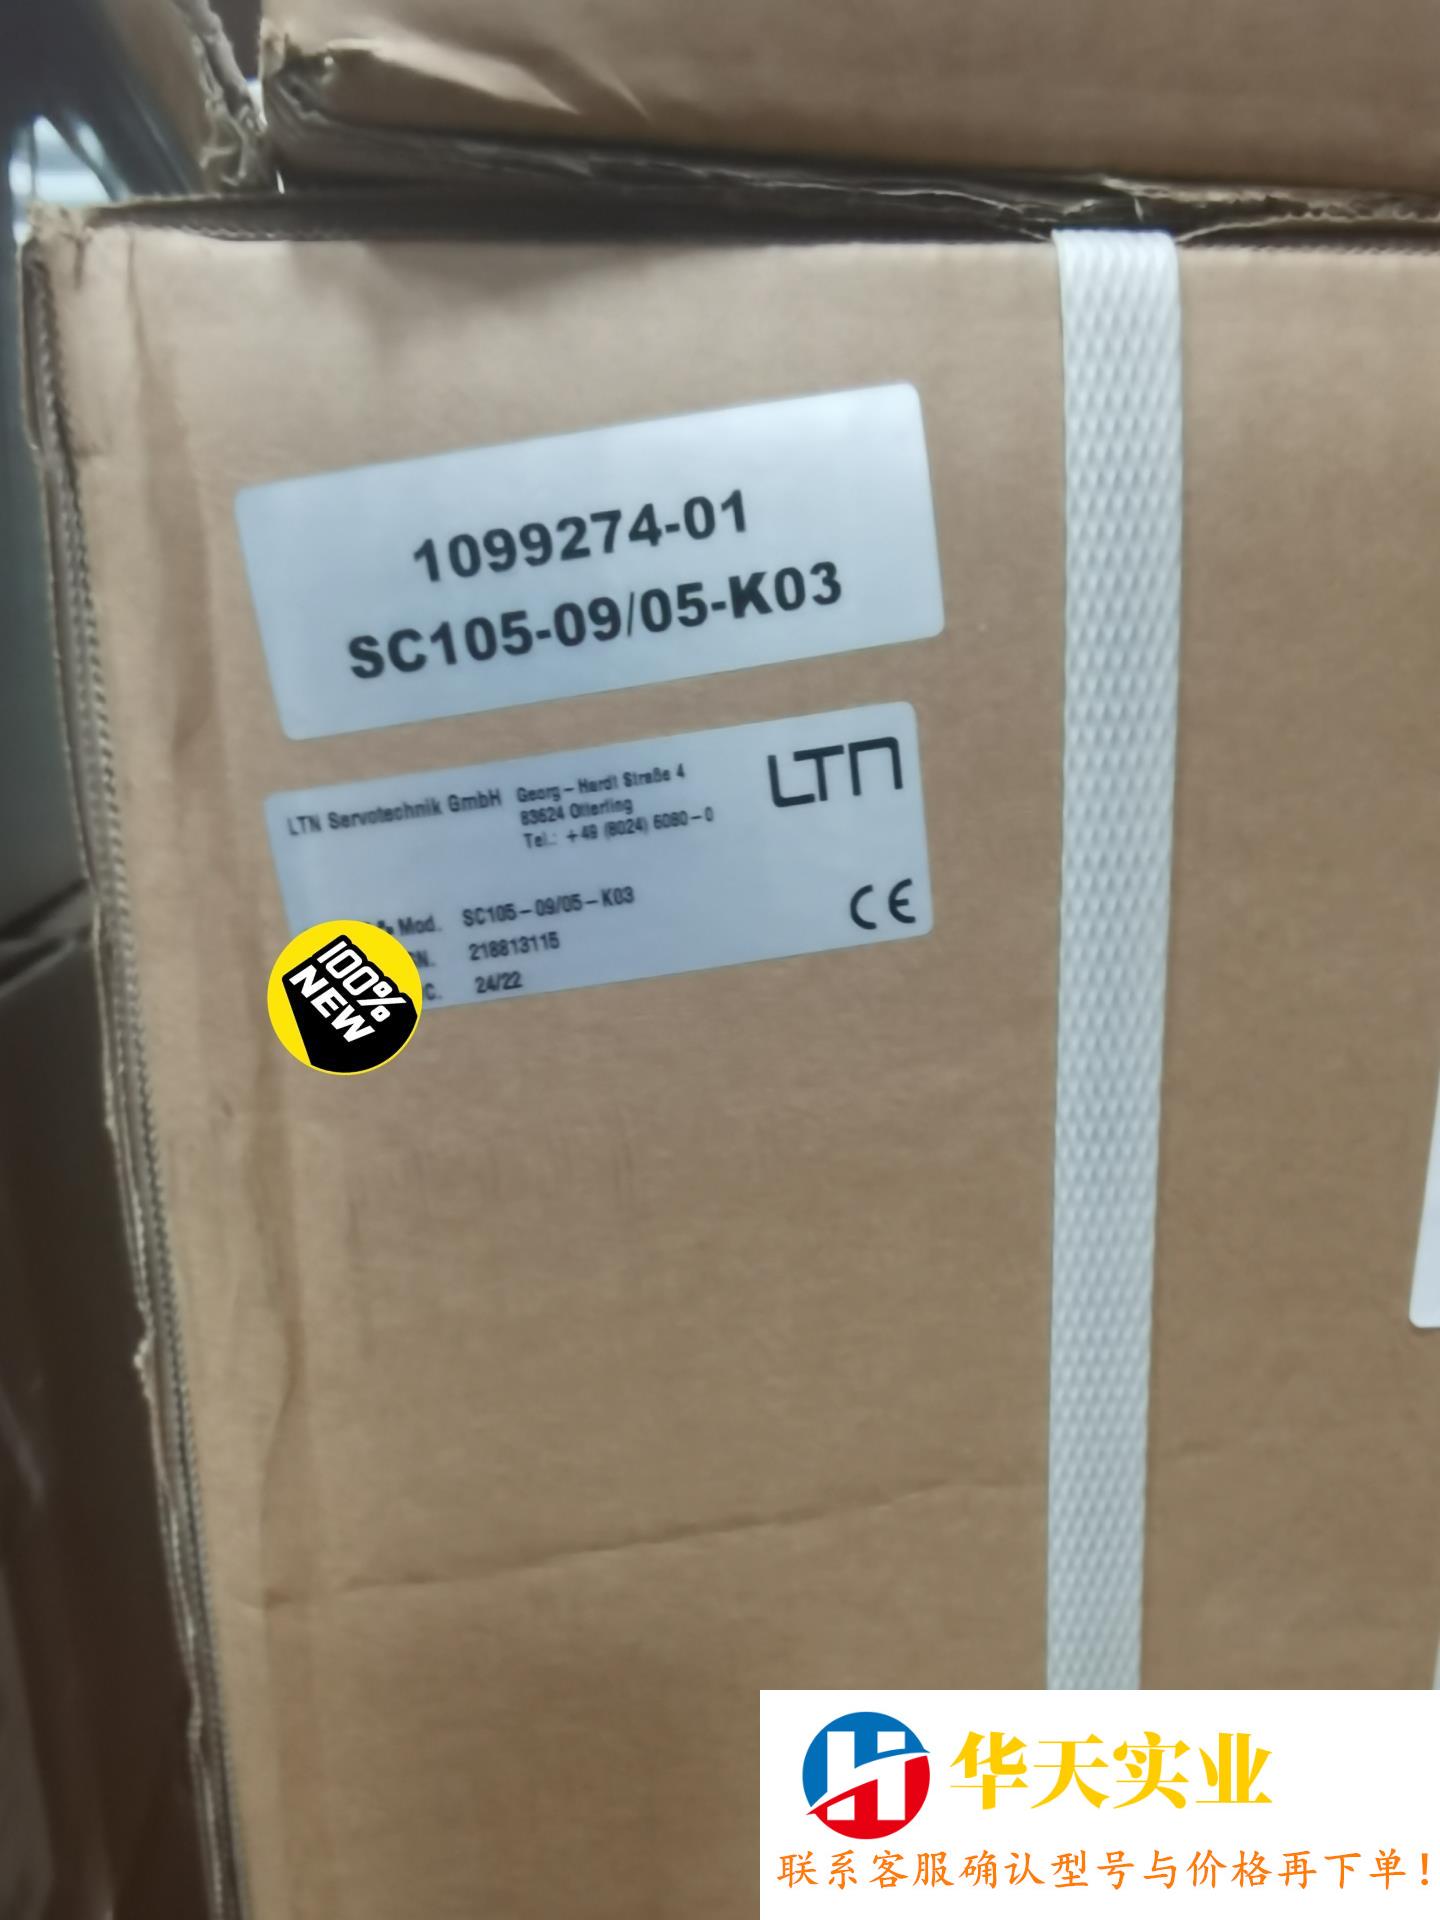 1099274-01
SC105-09/05-K03
LTN Servotechnik GmbH
Georg-Hardl Straße 4
83624 Otterfing
Tel.: +49 (8024) 6080-0
LTN
Mod. SC105-09/05-K03
N. 218813115
C. 24/22
CE
100%
NEW
华天实业
联系客服确认型号与价格再下单！